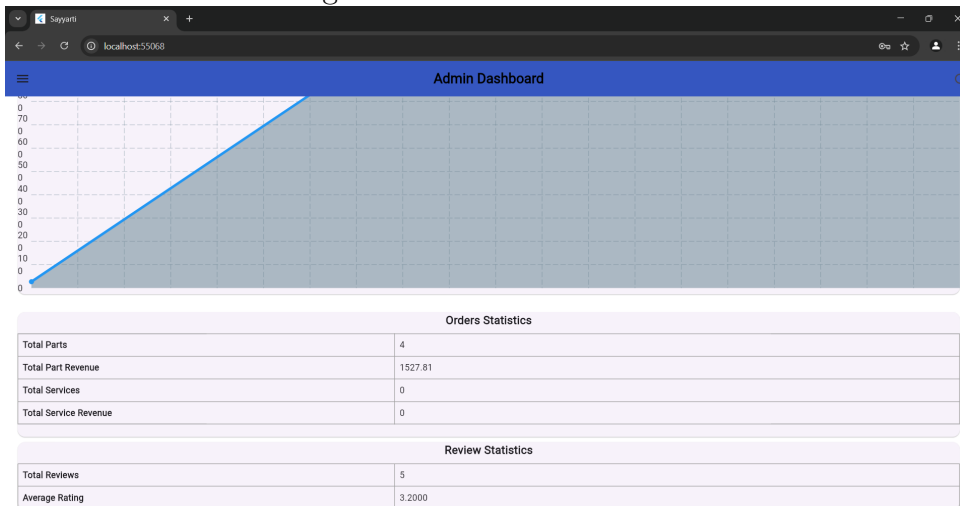 Sayyarti
localhost:55068
Admin Dashboard
0
70
0
60
0
50
0
40
0
30
0
20
0
10
0
0
Orders Statistics
Total Parts 4
Total Part Revenue 1527.81
Total Services 0
Total Service Revenue 0
Review Statistics
Total Reviews 5
Average Rating 3.2000